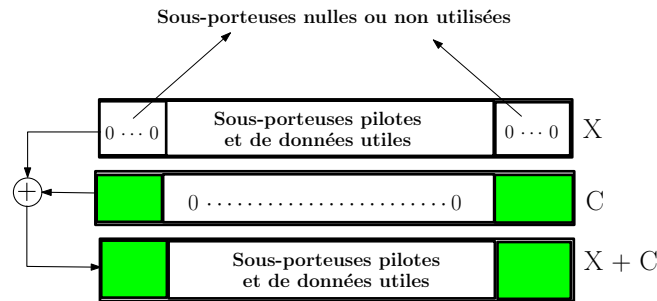 Sous-porteuses nulles ou non utilisées
0 ··· 0
Sous-porteuses pilotes
et de données utiles
0 ··· 0
X
+
0 ························ 0
C
Sous-porteuses pilotes
et de données utiles
X + C